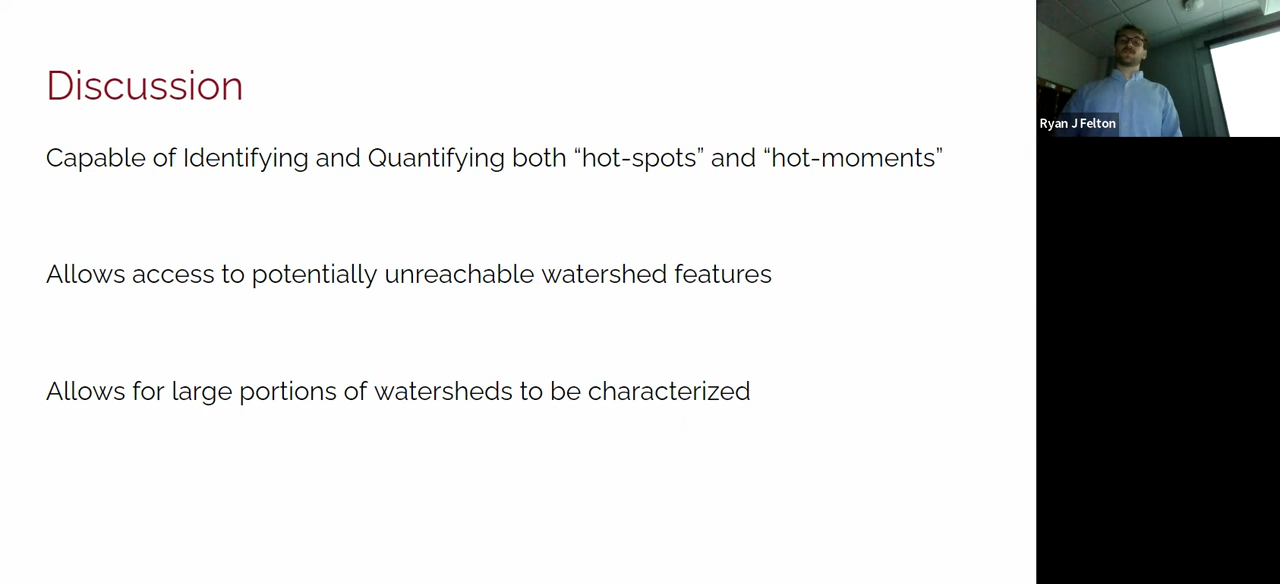 Discussion
Capable of Identifying and Quantifying both “hot-spots” and “hot-moments”
Allows access to potentially unreachable watershed features
Allows for large portions of watersheds to be characterized
Ryan J Felton